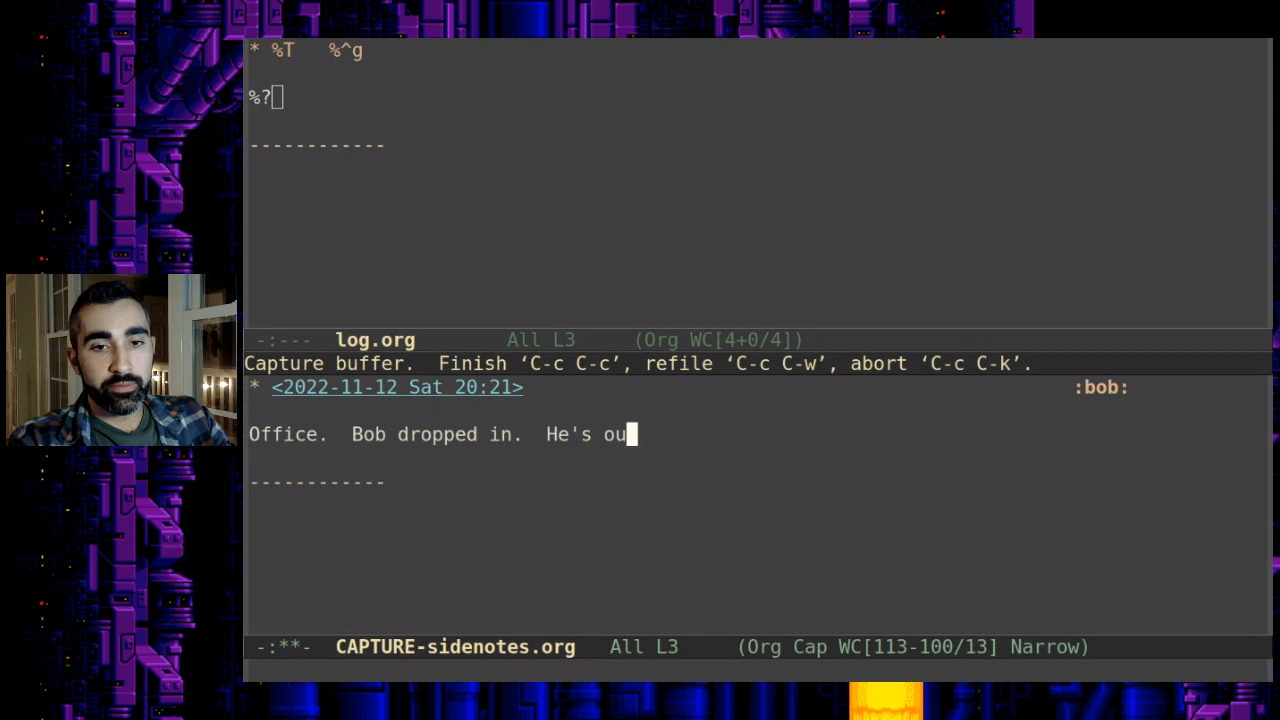 * %T   %^g
%?
------------
-:---  log.org        All L3     (Org WC[4+0/4])
Capture buffer.  Finish ‘C-c C-c’, refile ‘C-c C-w’, abort ‘C-c C-k’.
* <2022-11-12 Sat 20:21>                                                :bob:
Office.  Bob dropped in.  He's ou
------------
-:**-  CAPTURE-sidenotes.org   All L3     (Org Cap WC[113-100/13] Narrow)